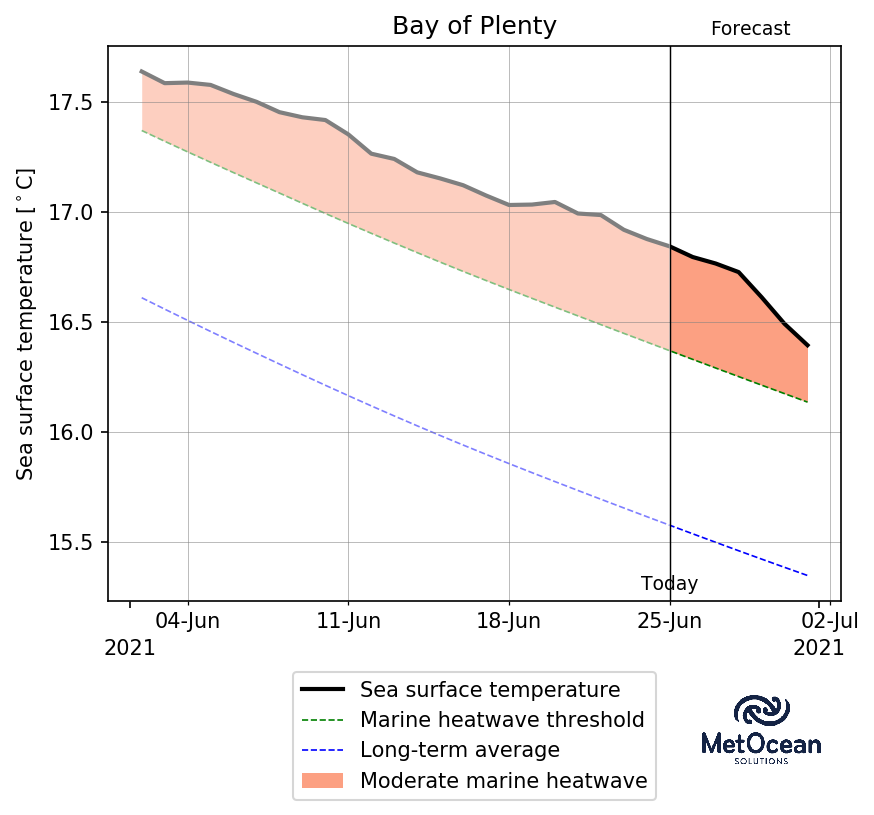 Bay of Plenty
Forecast
Sea surface temperature [°C]
17.5
17.0
16.5
16.0
15.5
Today
04-Jun 11-Jun 18-Jun 25-Jun 02-Jul
2021 2021
Sea surface temperature
Marine heatwave threshold
Long-term average
Moderate marine heatwave
MetOcean
SOLUTIONS